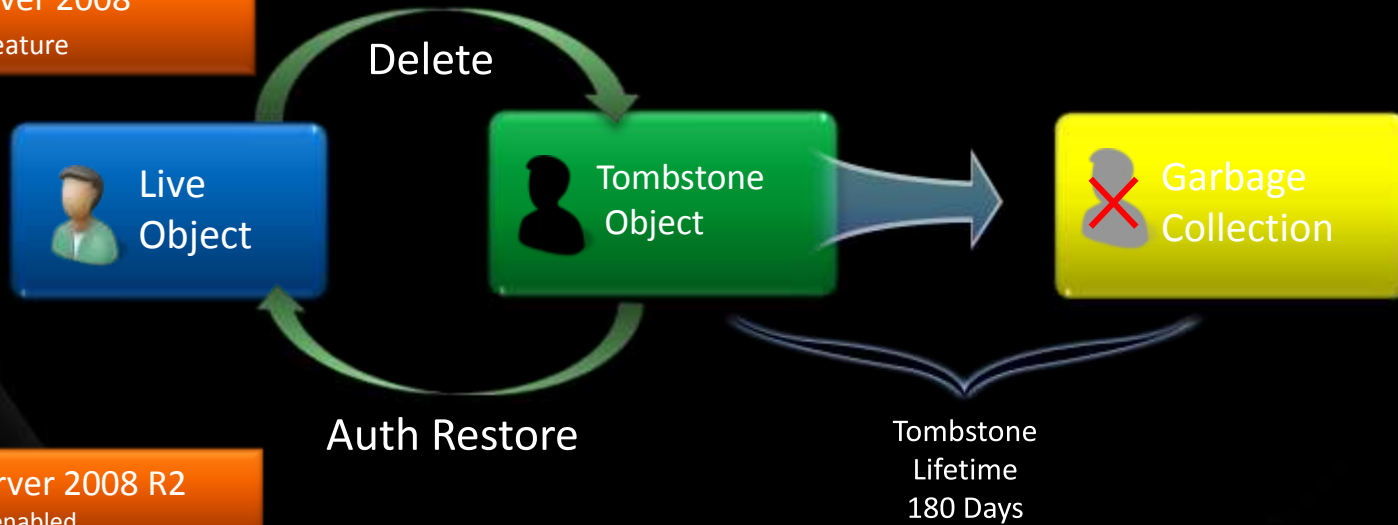 ver 2008
eature
Delete
Live
Object
Tombstone
Object
Garbage
Collection
Auth Restore
Tombstone
Lifetime
180 Days
rver 2008 R2
enabled